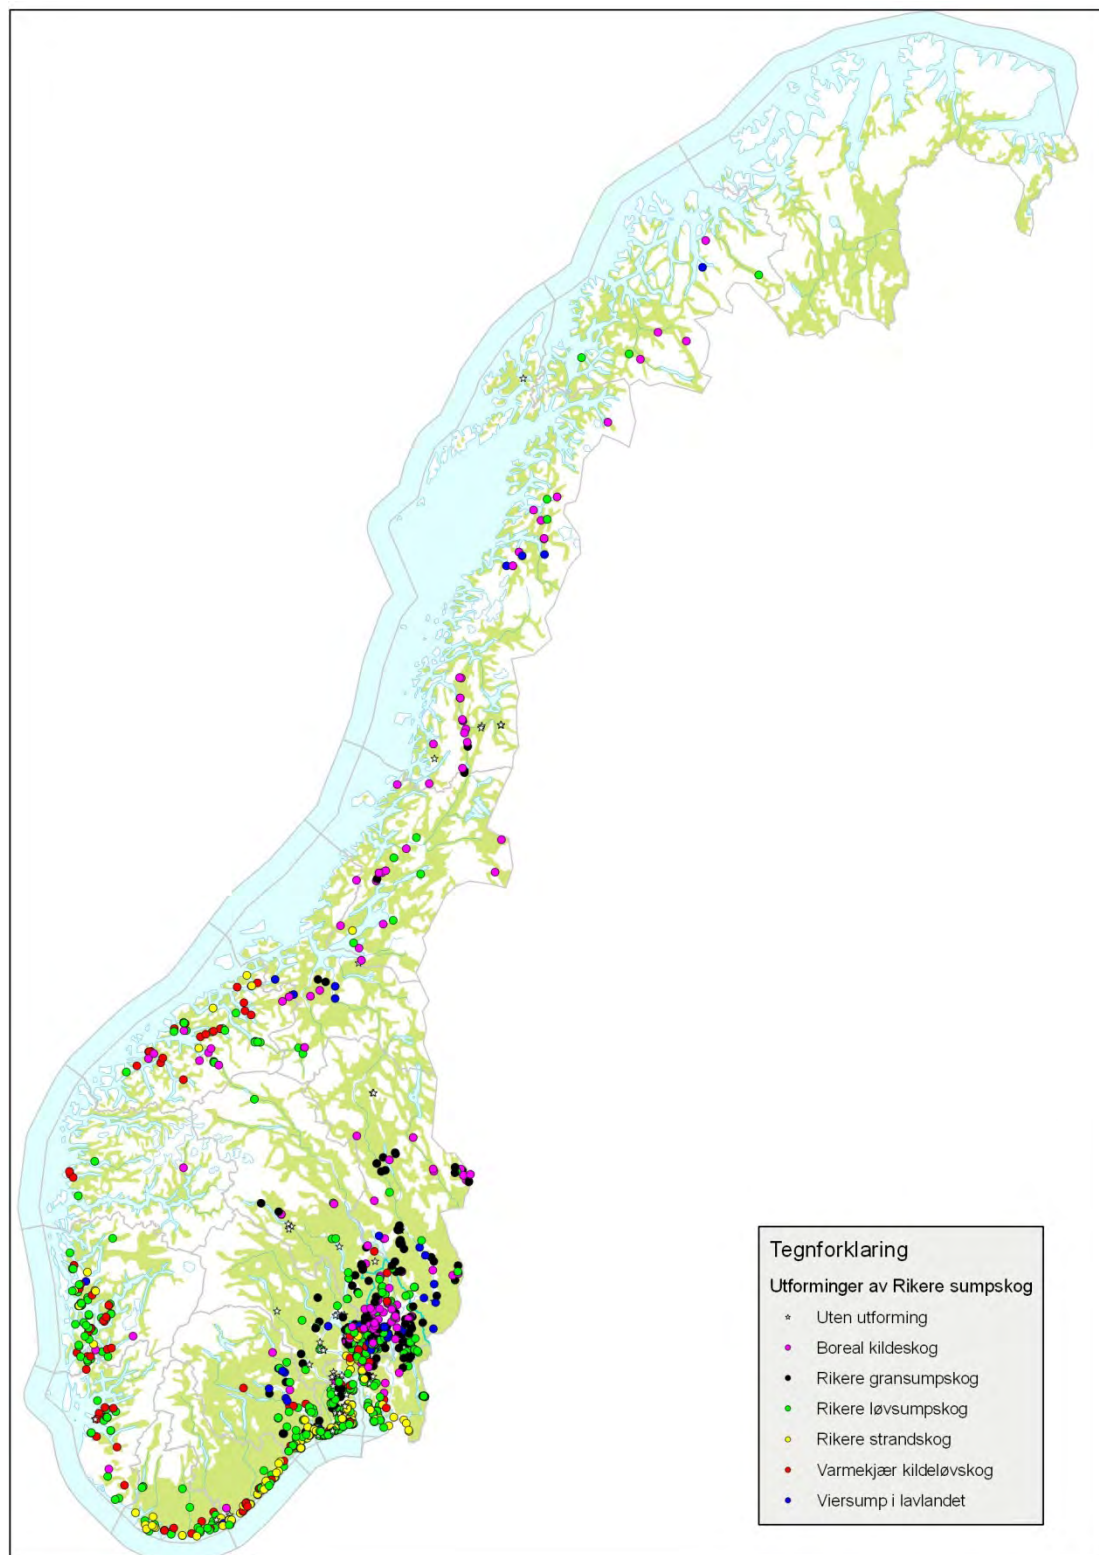 Tegnforklaring
Utforminger av Rikere sumpskog
Uten utforming
Boreal kildeskog
Rikere gransumpskog
Rikere løvsumpskog
Rikere strandskog
Varmekjær kildeløvskog
Viersump i lavlandet